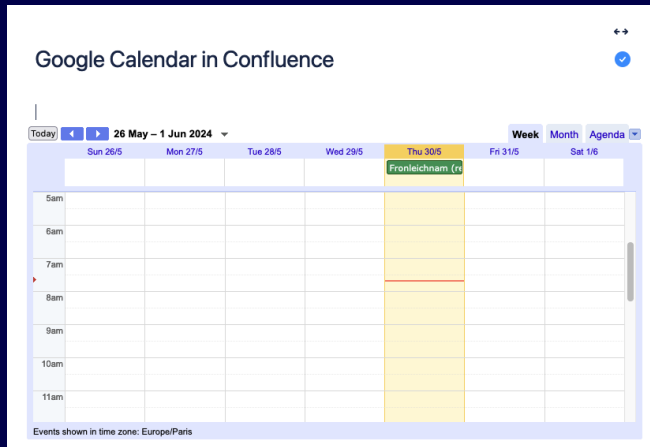 Google Calendar in Confluence
Today 26 May – 1 Jun 2024 Week Month Agenda
Sun 26/5 Mon 27/5 Tue 28/5 Wed 29/5 Thu 30/5 Fri 31/5 Sat 1/6
Fronleichnam (re
5am
6am
7am
8am
9am
10am
11am
Events shown in time zone: Europe/Paris